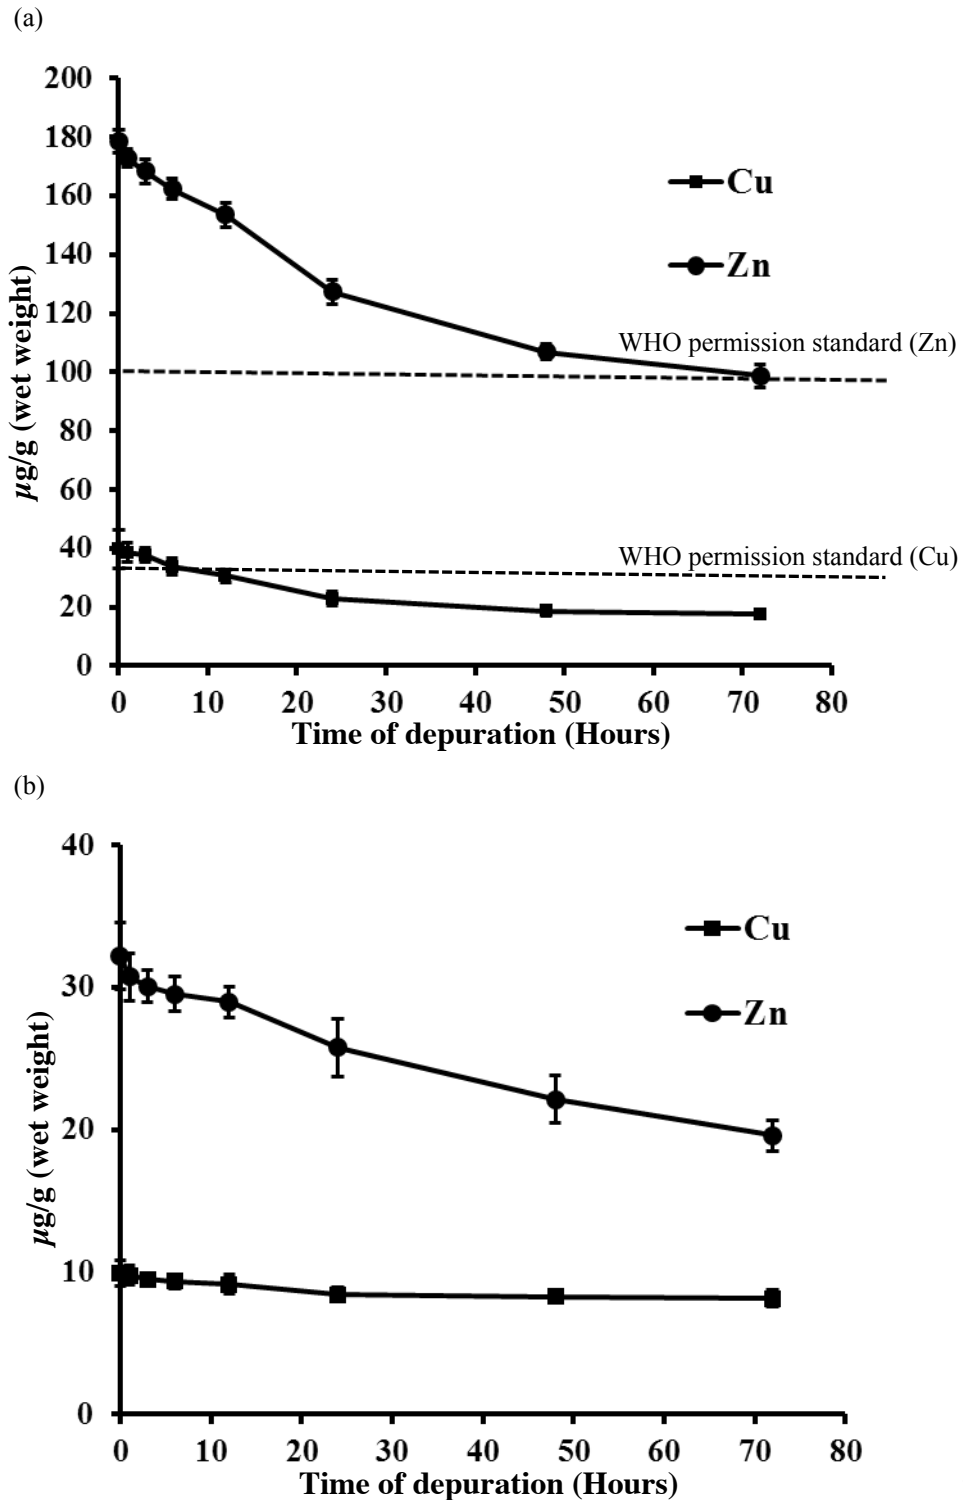 (a)
200
180
160
140
120
100
80
60
40
20
0
µg/g (wet weight)
Cu
Zn
WHO permission standard (Zn)
WHO permission standard (Cu)
0 10 20 30 40 50 60 70 80
Time of depuration (Hours)
(b)
40
30
20
10
0
µg/g (wet weight)
Cu
Zn
0 10 20 30 40 50 60 70 80
Time of depuration (Hours)